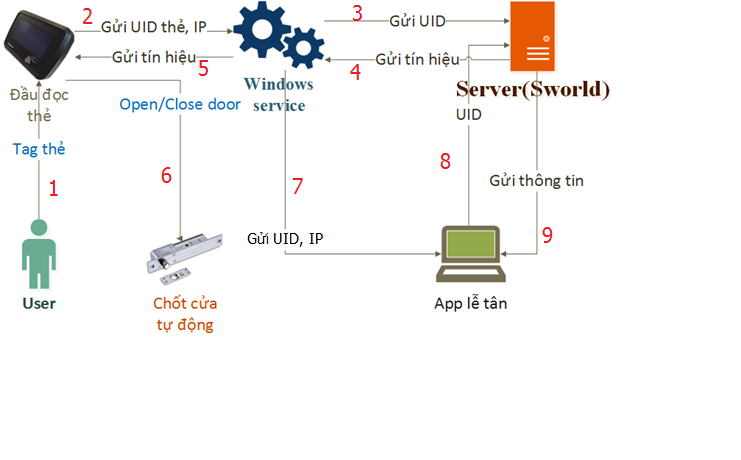 2
Gửi UID thẻ, IP
3
Gửi UID
Gửi tín hiệu
5
4
Gửi tín hiệu
Đầu đọc
thẻ
Open/Close door
Windows
service
Server(Sworld)
UID
Tag thẻ
1
6
7
8
Gửi thông tin
9
Gửi UID, IP
User
Chốt cửa
tự động
App lễ tân